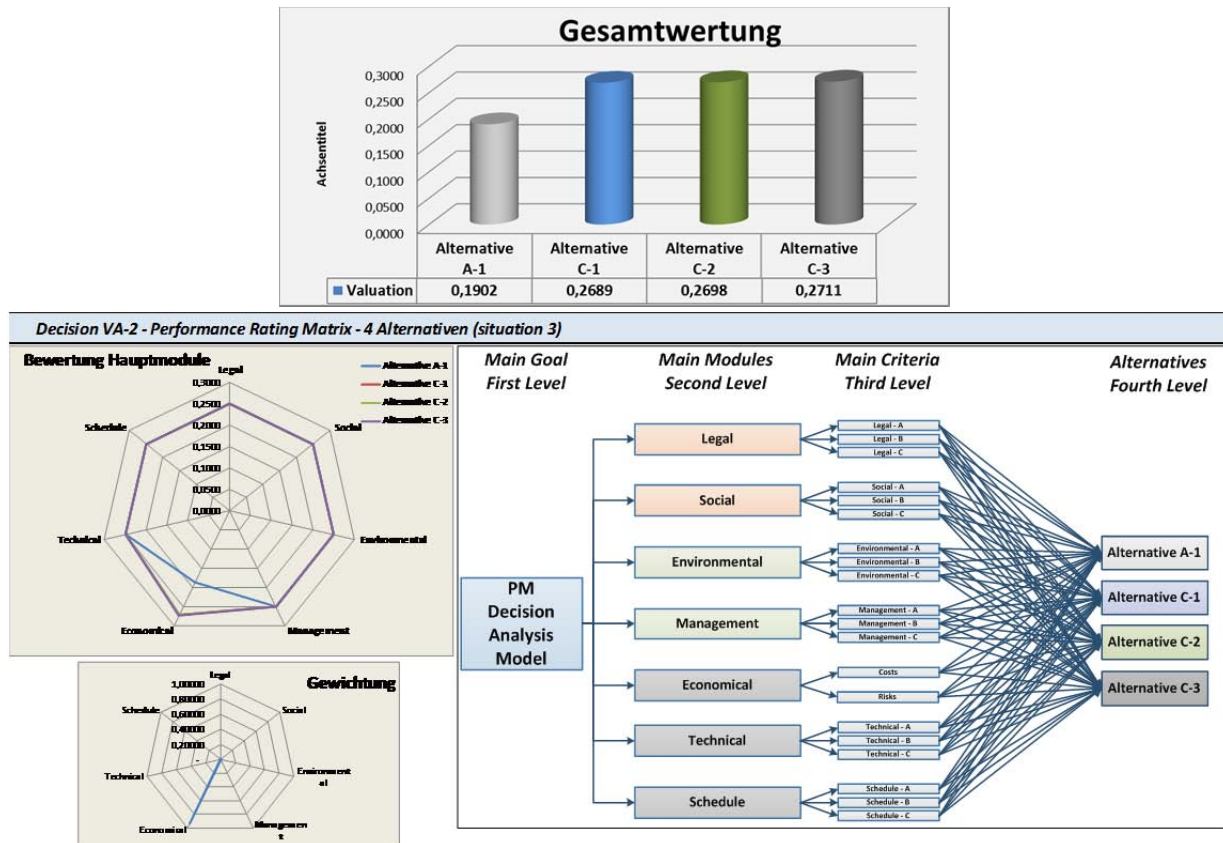 Gesamtwertung
Achsentitel
0,3000
0,2500
0,2000
0,1500
0,1000
0,0500
0,0000
Alternative A-1
Alternative C-1
Alternative C-2
Alternative C-3
Valuation 0,1902 0,2689 0,2698 0,2711
Decision VA-2 - Performance Rating Matrix - 4 Alternativen (situation 3)
Bewertung Hauptmodule
Legal
0,3000
0,2500
0,2000
0,1500
0,1000
0,0500
0,0000
Social
Environmental
Management
Economical
Technical
Schedule
Alternative A-1
Alternative C-1
Alternative C-2
Alternative C-3
Gewichtung
Legal
1,00000
0,80000
0,60000
0,40000
0,20000
-
Social
Environment
al
Management
t
Economical
Technical
Schedule
Main Goal
First Level
Main Modules
Second Level
Main Criteria
Third Level
Alternatives
Fourth Level
PM
Decision
Analysis
Model
Legal
Social
Environmental
Management
Economical
Technical
Schedule
Legal - A
Legal - B
Legal - C
Social - A
Social - B
Social - C
Environmental - A
Environmental - B
Environmental - C
Management - A
Management - B
Management - C
Costs
Risks
Technical - A
Technical - B
Technical - C
Schedule - A
Schedule - B
Schedule - C
Alternative A-1
Alternative C-1
Alternative C-2
Alternative C-3